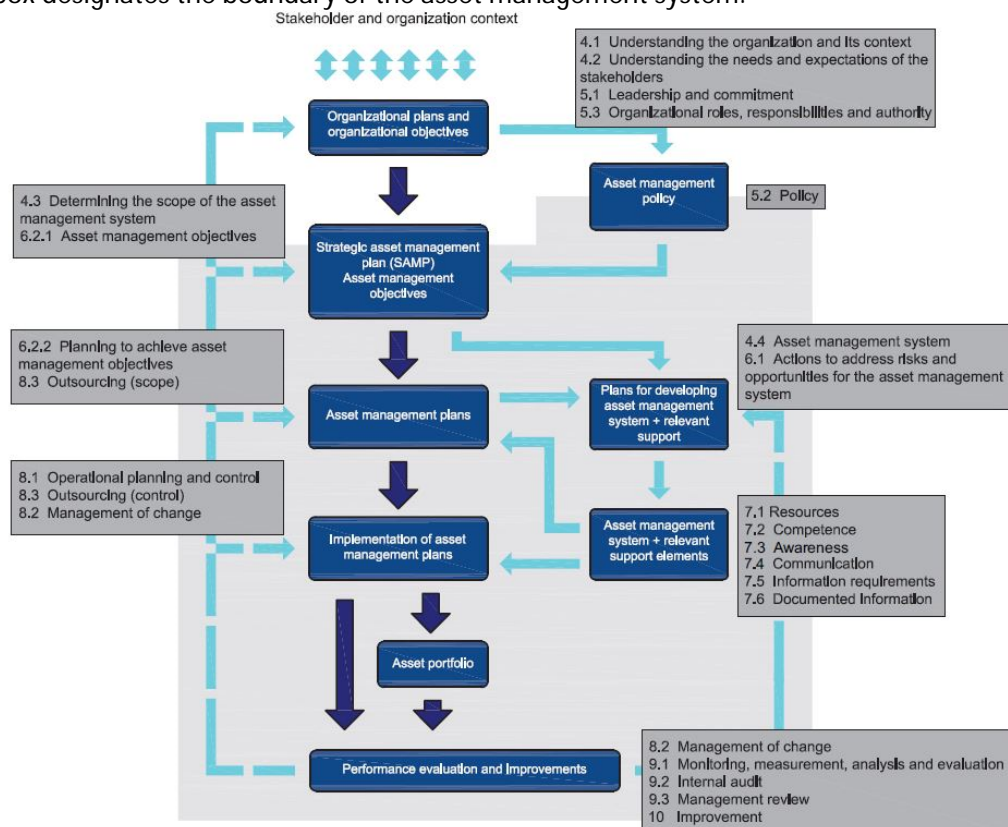 box designates the boundary of the asset management system.
Stakeholder and organization context
4.1 Understanding the organization and its context
4.2 Understanding the needs and expectations of the
stakeholders
5.1 Leadership and commitment
5.3 Organizational roles, responsibilities and authority
Organizational plans and
organizational objectives
Asset management
policy
5.2 Policy
4.3 Determining the scope of the asset
management system
6.2.1 Asset management objectives
Strategic asset management
plan (SAMP)
Asset management
objectives
6.2.2 Planning to achieve asset
management objectives
8.3 Outsourcing (scope)
4.4 Asset management system
6.1 Actions to address risks and
opportunities for the asset management
system
Asset management plans
Plans for developing
asset management
system + relevant
support
8.1 Operational planning and control
8.3 Outsourcing (control)
8.2 Management of change
Implementation of asset
management plans
Asset management
system + relevant
support elements
7.1 Resources
7.2 Competence
7.3 Awareness
7.4 Communication
7.5 Information requirements
7.6 Documented Information
Asset portfolio
Performance evaluation and Improvements
8.2 Management of change
9.1 Monitoring, measurement, analysis and evaluation
9.2 Internal audit
9.3 Management review
10 Improvement